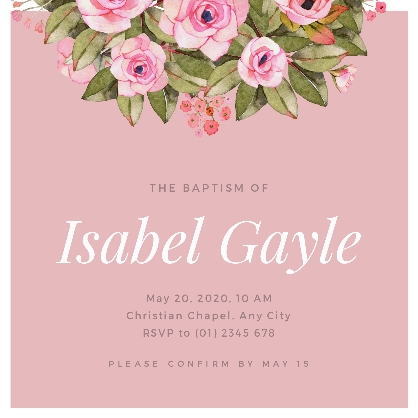 THE BAPTISM OF
Isabel Gayle
May 20, 2020, 10 AM
Christian Chapel, Any City
RSVP to (01) 2345 678
PLEASE CONFIRM BY MAY 15